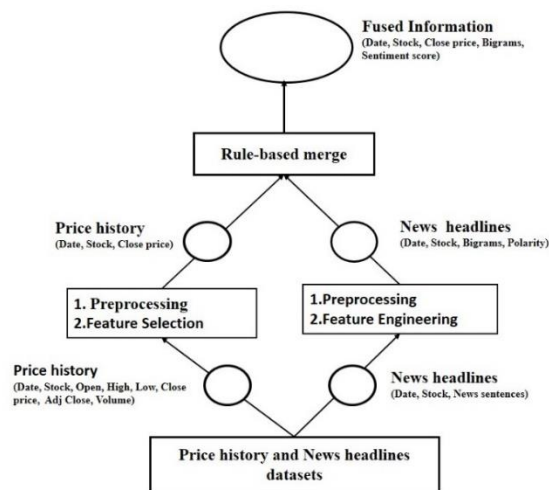 Fused Information
(Date, Stock, Close price, Bigrams,
Sentiment score)
Rule-based merge
Price history
(Date, Stock, Close price)
News headlines
(Date, Stock, Bigrams, Polarity)
1. Preprocessing
2.Feature Selection
1.Preprocessing
2.Feature Engineering
Price history
(Date, Stock, Open, High, Low, Close
price, Adj Close, Volume)
News headlines
(Date, Stock, News sentences)
Price history and News headlines
datasets